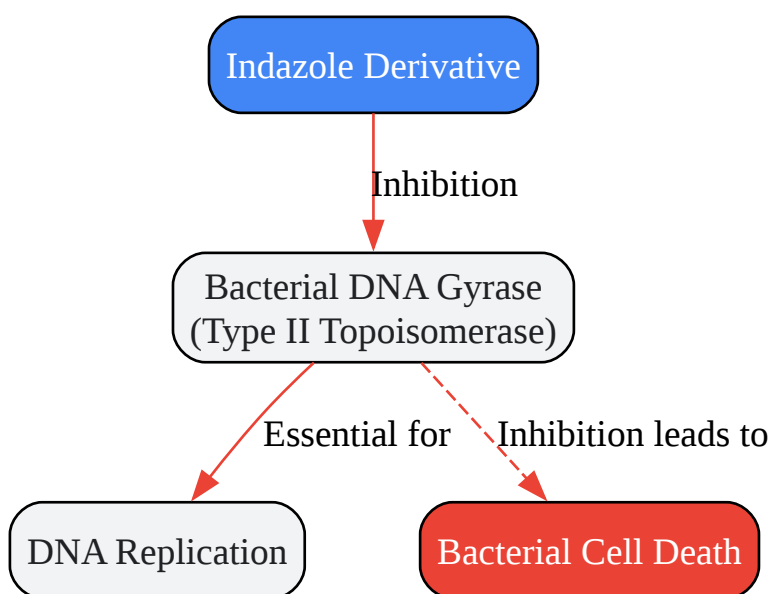 Indazole Derivative
Inhibition
Bacterial DNA Gyrase
(Type II Topoisomerase)
Essential for
Inhibition leads to
DNA Replication
Bacterial Cell Death